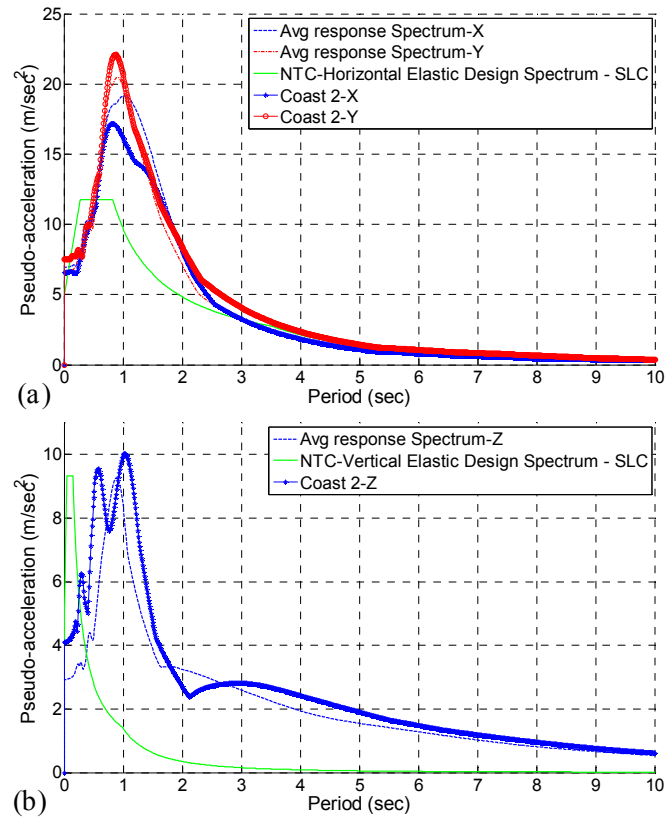 Avg response Spectrum-X
Avg response Spectrum-Y
NTC-Horizontal Elastic Design Spectrum - SLC
Coast 2-X
Coast 2-Y
25
20
15
10
5
0
Pseudo-acceleration (m/sec²)
0 1 2 3 4 5 6 7 8 9 10
Period (sec)
(a)
Avg response Spectrum-Z
NTC-Vertical Elastic Design Spectrum - SLC
Coast 2-Z
10
8
6
4
2
0
Pseudo-acceleration (m/sec²)
0 1 2 3 4 5 6 7 8 9 10
Period (sec)
(b)